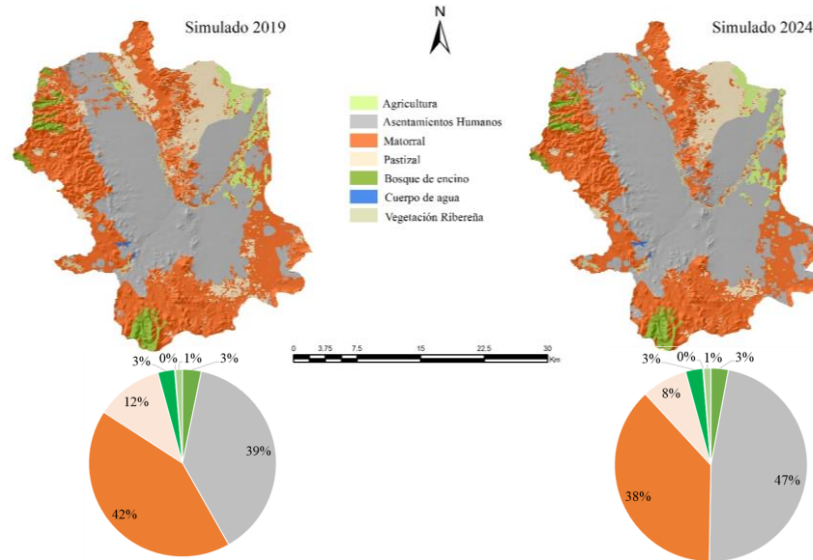 Simulado 2019
N
Simulado 2024
Agricultura
Asentamientos Humanos
Matorral
Pastizal
Bosque de encino
Cuerpo de agua
Vegetación Ribereña
0 3.75 7.5 15 22.5 30
Km
3% 0% 1% 3%
12%
39%
42%
3% 0% 1% 3%
8%
47%
38%